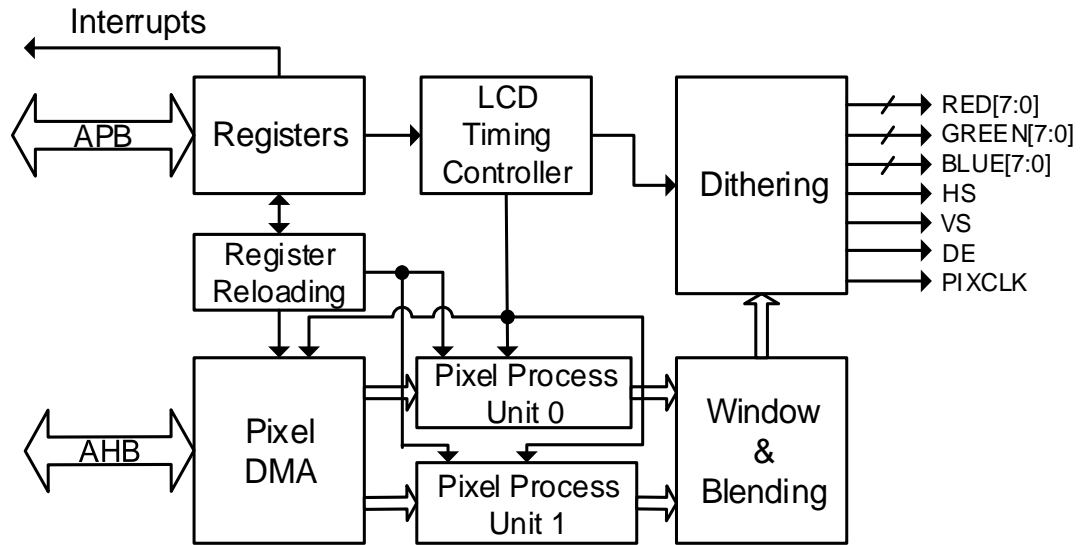 Interrupts
APB
Registers
LCD
Timing
Controller
Dithering
RED[7:0]
GREEN[7:0]
BLUE[7:0]
HS
VS
DE
PIXCLK
Register
Reloading
AHB
Pixel
DMA
Pixel Process
Unit 0
Pixel Process
Unit 1
Window
&
Blending